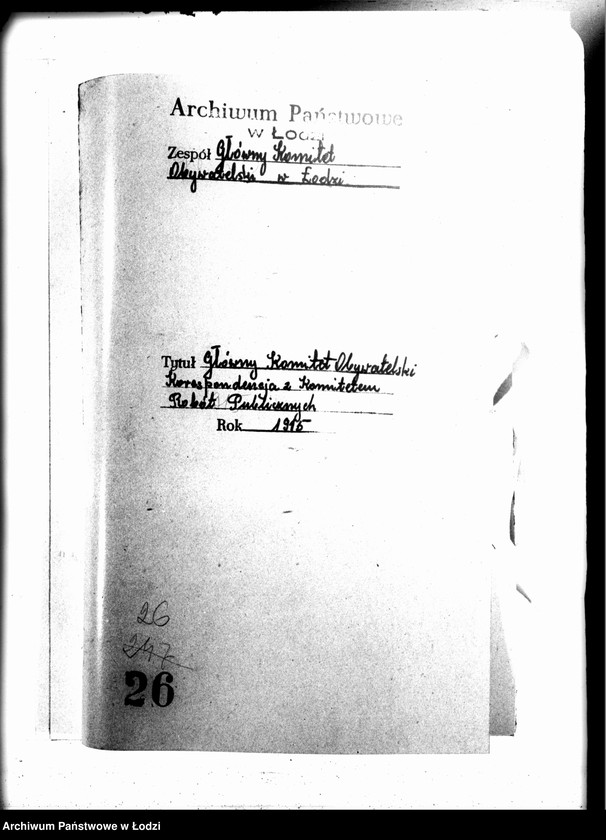 Archiwum Państwowe
w Łodzi
Zespół Główny Komitet
Obywatelski w Łodzi
Tytuł Główny Komitet Obywatelski
Korespondencja z Komitetem
Robót Publicznych
Rok 1915
26
247
26
Archiwum Państwowe w Łodzi